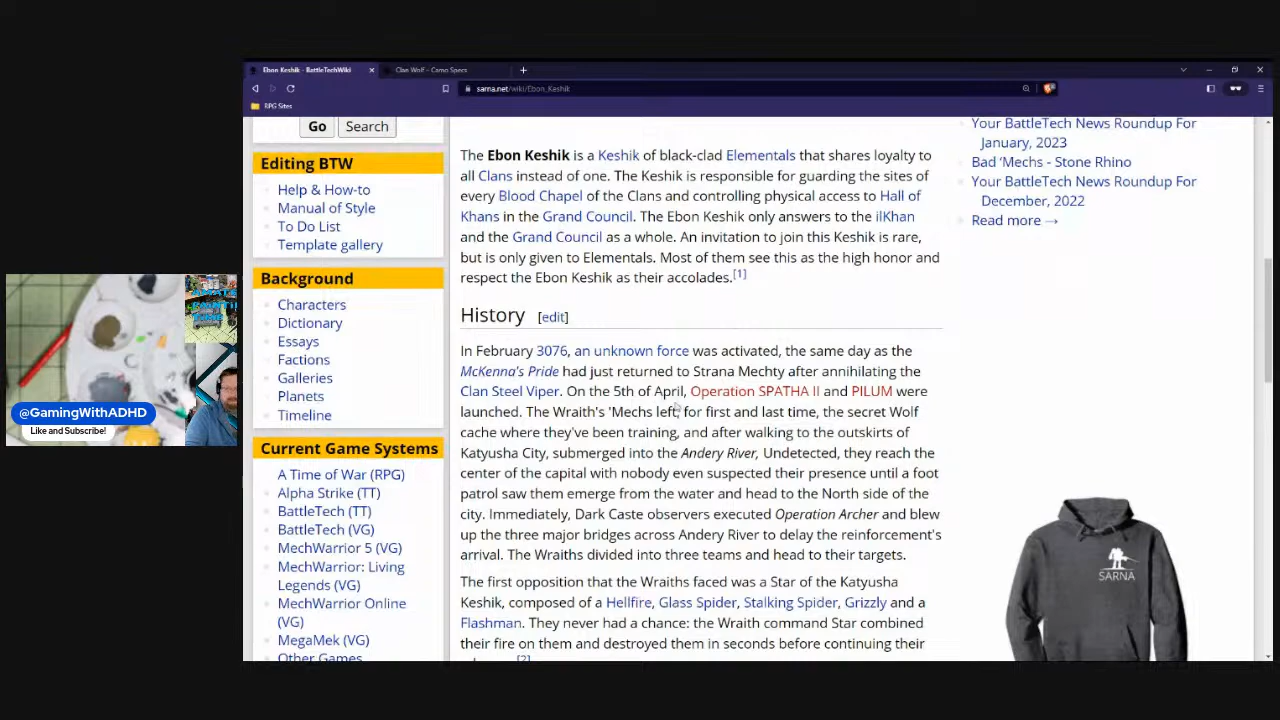 Ebon Keshik - BattleTechWiki
Clan Wolf – Camo Specs
sarna.net/wiki/Ebon_Keshik
RPG Sites
Go Search
Editing BTW
Help & How-to
Manual of Style
To Do List
Template gallery
Background
Characters
Dictionary
Essays
Factions
Galleries
Planets
Timeline
Current Game Systems
A Time of War (RPG)
Alpha Strike (TT)
BattleTech (TT)
BattleTech (VG)
MechWarrior 5 (VG)
MechWarrior: Living
Legends (VG)
MechWarrior Online
(VG)
MegaMek (VG)
Other Games
The Ebon Keshik is a Keshik of black-clad Elementals that shares loyalty to
all Clans instead of one. The Keshik is responsible for guarding the sites of
every Blood Chapel of the Clans and controlling physical access to Hall of
Khans in the Grand Council. The Ebon Keshik only answers to the ilKhan
and the Grand Council as a whole. An invitation to join this Keshik is rare,
but is only given to Elementals. Most of them see this as the high honor and
respect the Ebon Keshik as their accolades.[1]
History [edit]
In February 3076, an unknown force was activated, the same day as the
McKenna's Pride had just returned to Strana Mechty after annihilating the
Clan Steel Viper. On the 5th of April, Operation SPATHA II and PILUM were
launched. The Wraith's 'Mechs left, for first and last time, the secret Wolf
cache where they've been training, and after walking to the outskirts of
Katyusha City, submerged into the Andery River, Undetected, they reach the
center of the capital with nobody even suspected their presence until a foot
patrol saw them emerge from the water and head to the North side of the
city. Immediately, Dark Caste observers executed Operation Archer and blew
up the three major bridges across Andery River to delay the reinforcement's
arrival. The Wraiths divided into three teams and head to their targets.
The first opposition that the Wraiths faced was a Star of the Katyusha
Keshik, composed of a Hellfire, Glass Spider, Stalking Spider, Grizzly and a
Flashman. They never had a chance: the Wraith command Star combined
their fire on them and destroyed them in seconds before continuing their
[2]
Your BattleTech News Roundup For
January, 2023
Bad 'Mechs - Stone Rhino
Your BattleTech News Roundup For
December, 2022
Read more →
SARNA
@GamingWithADHD
Like and Subscribe!